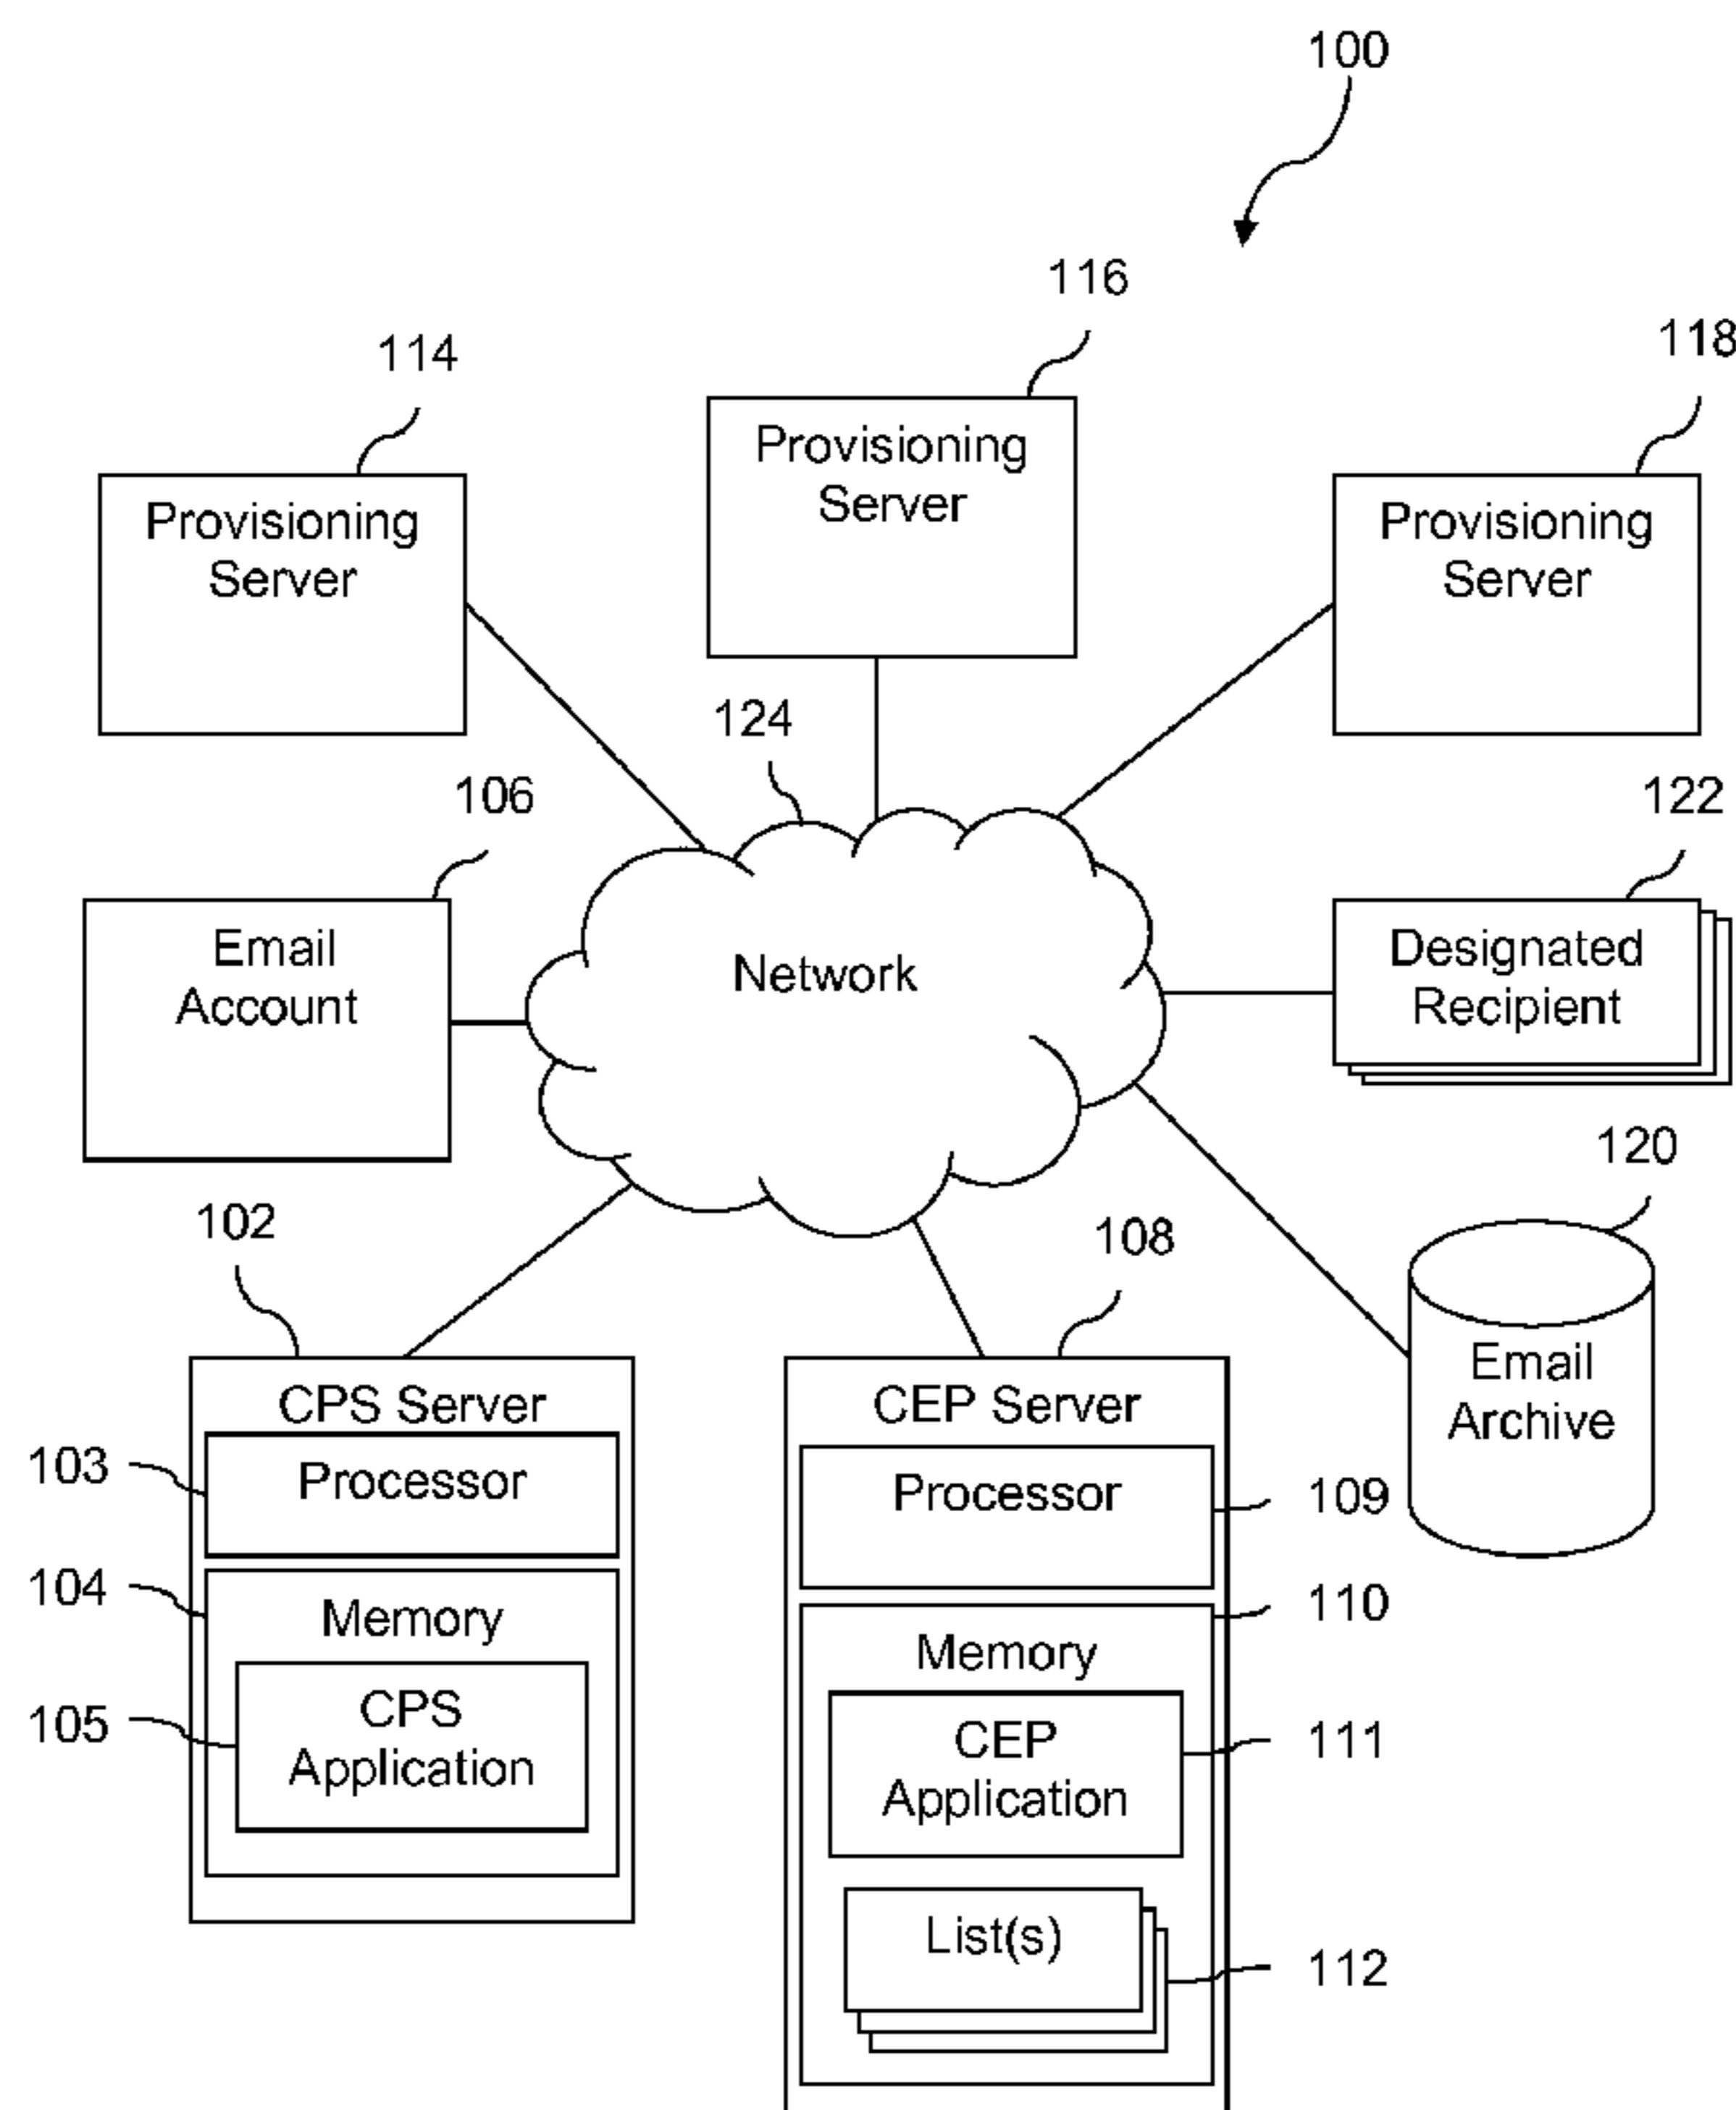 100
116
118
114
Provisioning
Server
Provisioning
Server
Provisioning
Server
124
106
122
Email
Account
Network
Designated
Recipient
120
102
108
CPS Server
CEP Server
Email
Archive
103
Processor
Processor
109
104
Memory
110
Memory
105
CPS
Application
CEP
Application
111
List(s)
112